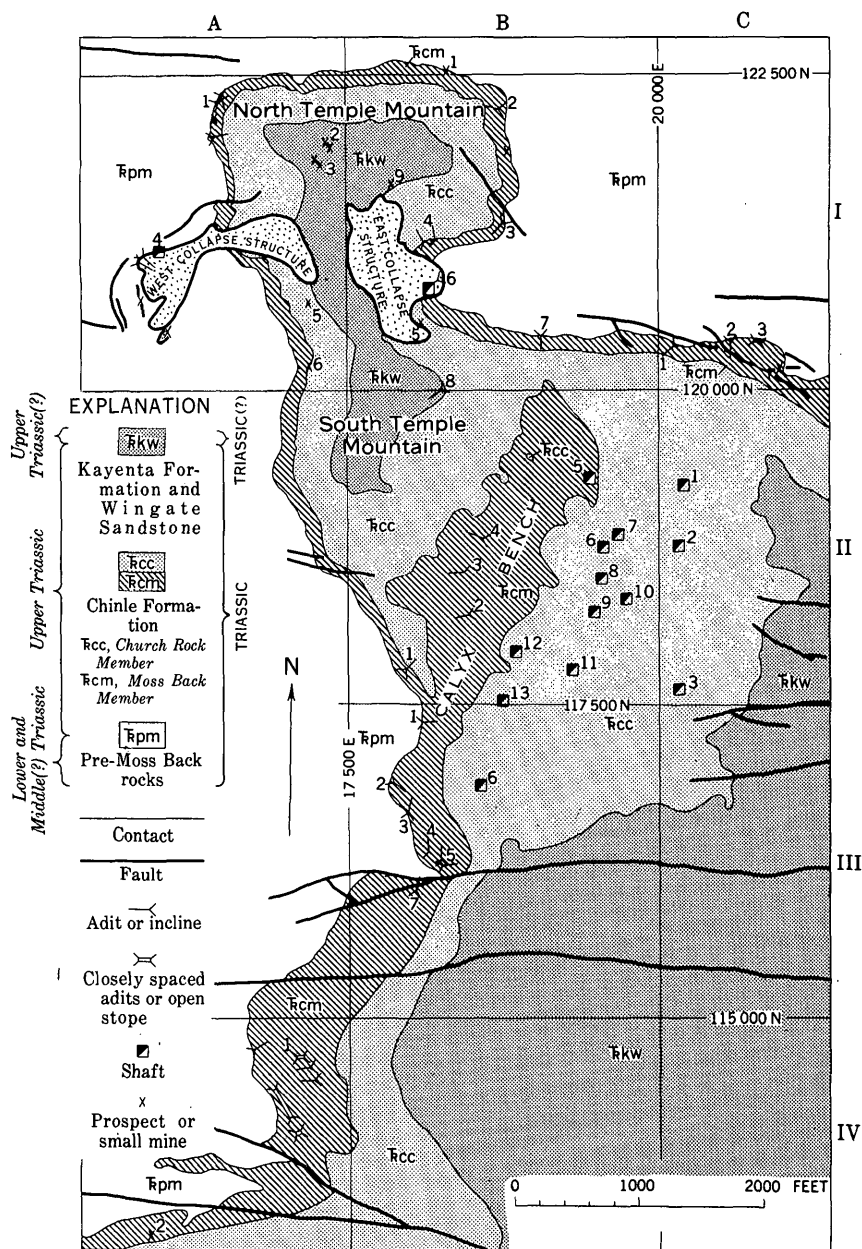 A B C
Ŧcm
1
122 500 N
20 000 E
1
North Temple Mountain
2
2
Ŧkw
3
9
Ŧpm
Ŧcc
Ŧpm
I
4
4
3
WEST COLLAPSE STRUCTURE
EAST COLLAPSE
STRUCTURE
6
5
5
7
2
3
6
1
Ŧcm
Ŧkw
8
120 000 N
EXPLANATION
South Temple
Mountain
Upper
Triassic(?)
TRIASSIC(?)
Ŧkw
Kayenta For-
mation and
Wingate
Sandstone
Ŧcc
5
1
Ŧcc
4
7
6
2
II
3
8
BENCH
Ŧcm
10
9
2
Upper Triassic
TRIASSIC
Ŧcc
Ŧcm
Chinle Forma-
tion
Ŧcc, Church Rock
Member
Ŧcm, Moss Back
Member
12
1
11
CALYX
3
Ŧkw
13
117 500 N
N
1
Ŧcc
Lower and
Middle(?) Triassic
Ŧpm
Pre-Moss Back
rocks
Ŧpm
17 500 E
2
6
3
Contact
4
5
III
Fault
7
Adit or incline
Closely spaced
adits or open
stope
Ŧcm
115 000 N
1
Ŧkw
Shaft
Prospect or
small mine
IV
Ŧcc
Ŧpm
0 1000 2000 FEET
2